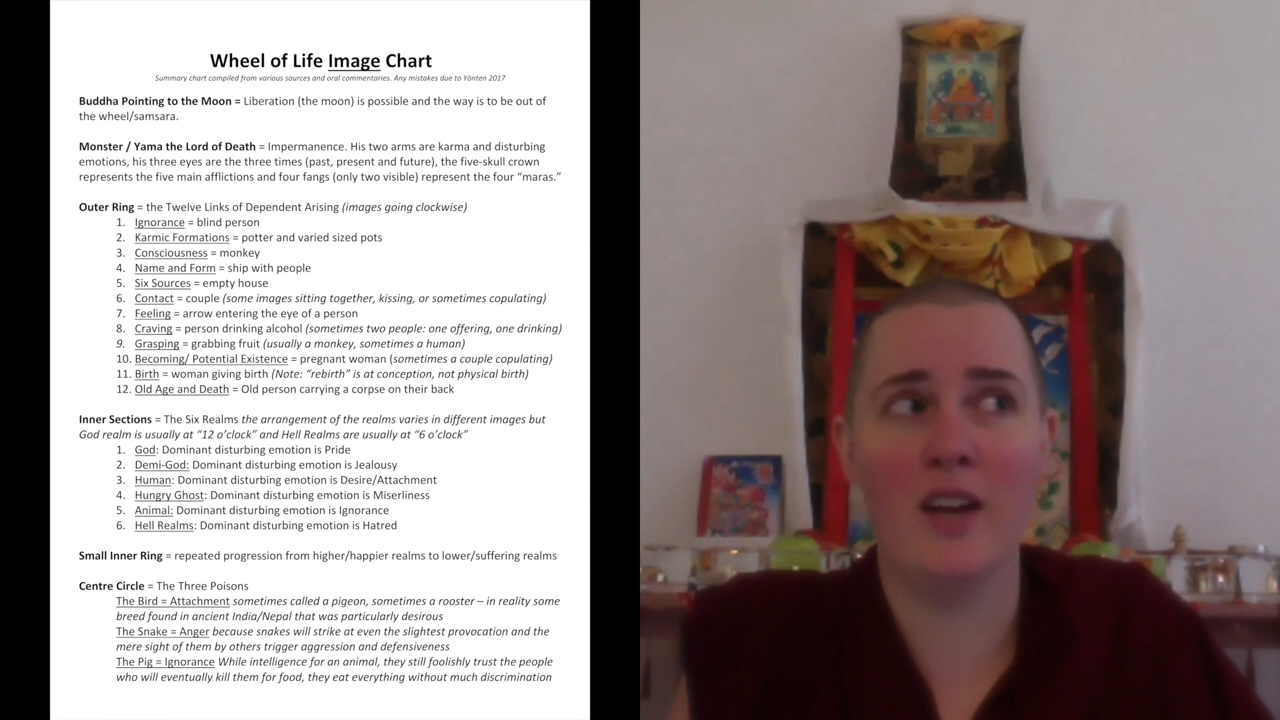 Wheel of Life Image Chart
Summary chart compiled from various sources and oral commentaries. Any mistakes due to Yönten 2017
Buddha Pointing to the Moon = Liberation (the moon) is possible and the way is to be out of
the wheel/samsara.
Monster / Yama the Lord of Death = Impermanence. His two arms are karma and disturbing
emotions, his three eyes are the three times (past, present and future), the five-skull crown
represents the five main afflictions and four fangs (only two visible) represent the four “maras.”
Outer Ring = the Twelve Links of Dependent Arising (images going clockwise)
1. Ignorance = blind person
2. Karmic Formations = potter and varied sized pots
3. Consciousness = monkey
4. Name and Form = ship with people
5. Six Sources = empty house
6. Contact = couple (some images sitting together, kissing, or sometimes copulating)
7. Feeling = arrow entering the eye of a person
8. Craving = person drinking alcohol (sometimes two people: one offering, one drinking)
9. Grasping = grabbing fruit (usually a monkey, sometimes a human)
10. Becoming/ Potential Existence = pregnant woman (sometimes a couple copulating)
11. Birth = woman giving birth (Note: “rebirth” is at conception, not physical birth)
12. Old Age and Death = Old person carrying a corpse on their back
Inner Sections = The Six Realms the arrangement of the realms varies in different images but
God realm is usually at “12 o’clock” and Hell Realms are usually at “6 o’clock”
1. God: Dominant disturbing emotion is Pride
2. Demi-God: Dominant disturbing emotion is Jealousy
3. Human: Dominant disturbing emotion is Desire/Attachment
4. Hungry Ghost: Dominant disturbing emotion is Miserliness
5. Animal: Dominant disturbing emotion is Ignorance
6. Hell Realms: Dominant disturbing emotion is Hatred
Small Inner Ring = repeated progression from higher/happier realms to lower/suffering realms
Centre Circle = The Three Poisons
The Bird = Attachment sometimes called a pigeon, sometimes a rooster – in reality some
breed found in ancient India/Nepal that was particularly desirous
The Snake = Anger because snakes will strike at even the slightest provocation and the
mere sight of them by others trigger aggression and defensiveness
The Pig = Ignorance While intelligence for an animal, they still foolishly trust the people
who will eventually kill them for food, they eat everything without much discrimination